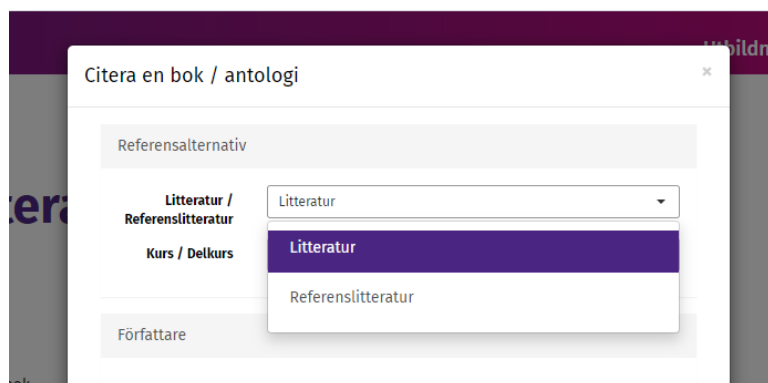 Citera en bok / antologi
×
Referensalternativ
Litteratur /
Referenslitteratur
Litteratur
Kurs / Delkurs
Litteratur
Referenslitteratur
Författare